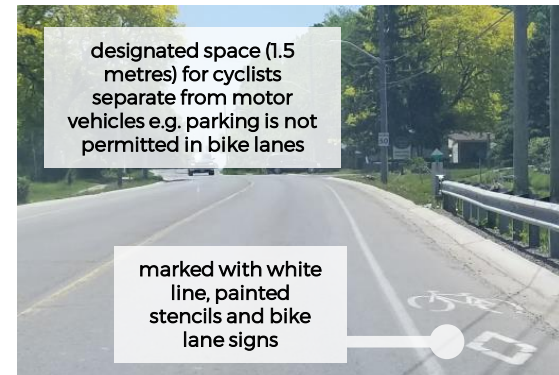 designated space (1.5
metres) for cyclists
separate from motor
vehicles e.g. parking is not
permitted in bike lanes
50
marked with white
line, painted
stencils and bike
lane signs